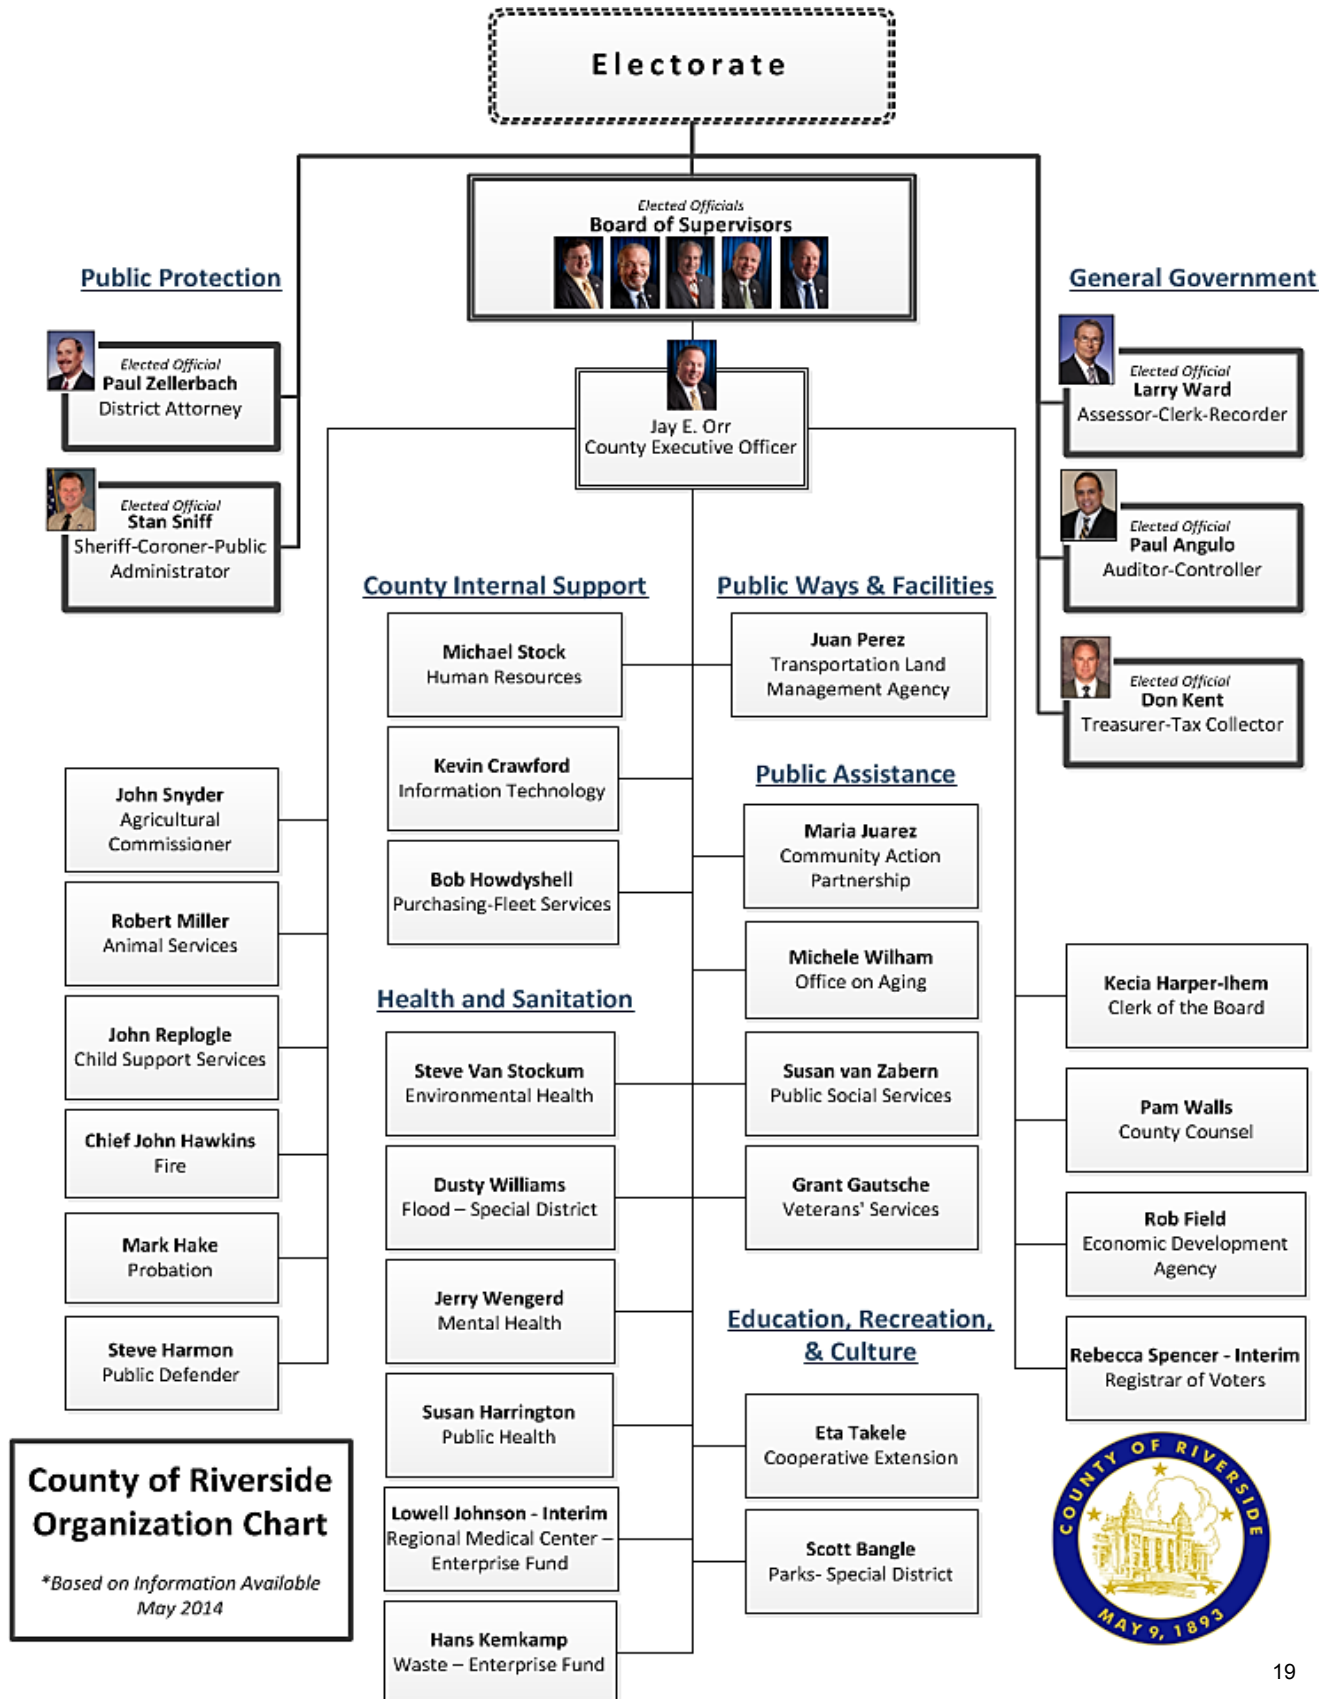 Electorate
Elected Officials
Board of Supervisors
Public Protection
General Government
Elected Official
Paul Zellerbach
District Attorney
Elected Official
Stan Sniff
Sheriff-Coroner-Public
Administrator
Jay E. Orr
County Executive Officer
Elected Official
Larry Ward
Assessor-Clerk-Recorder
Elected Official
Paul Angulo
Auditor-Controller
Elected Official
Don Kent
Treasurer-Tax Collector
John Snyder
Agricultural
Commissioner
Robert Miller
Animal Services
John Replogle
Child Support Services
Chief John Hawkins
Fire
Mark Hake
Probation
Steve Harmon
Public Defender
County Internal Support
Michael Stock
Human Resources
Kevin Crawford
Information Technology
Bob Howdyshell
Purchasing-Fleet Services
Health and Sanitation
Steve Van Stockum
Environmental Health
Dusty Williams
Flood – Special District
Jerry Wengerd
Mental Health
Susan Harrington
Public Health
Lowell Johnson - Interim
Regional Medical Center –
Enterprise Fund
Hans Kemkamp
Waste – Enterprise Fund
Public Ways & Facilities
Juan Perez
Transportation Land
Management Agency
Public Assistance
Maria Juarez
Community Action
Partnership
Michele Wilham
Office on Aging
Susan van Zabern
Public Social Services
Grant Gautsche
Veterans' Services
Education, Recreation,
& Culture
Eta Takele
Cooperative Extension
Scott Bangle
Parks- Special District
Kecia Harper-Ihem
Clerk of the Board
Pam Walls
County Counsel
Rob Field
Economic Development
Agency
Rebecca Spencer - Interim
Registrar of Voters
County of Riverside
Organization Chart
*Based on Information Available
May 2014
COUNTY OF RIVERSIDE
MAY 9, 1893
19